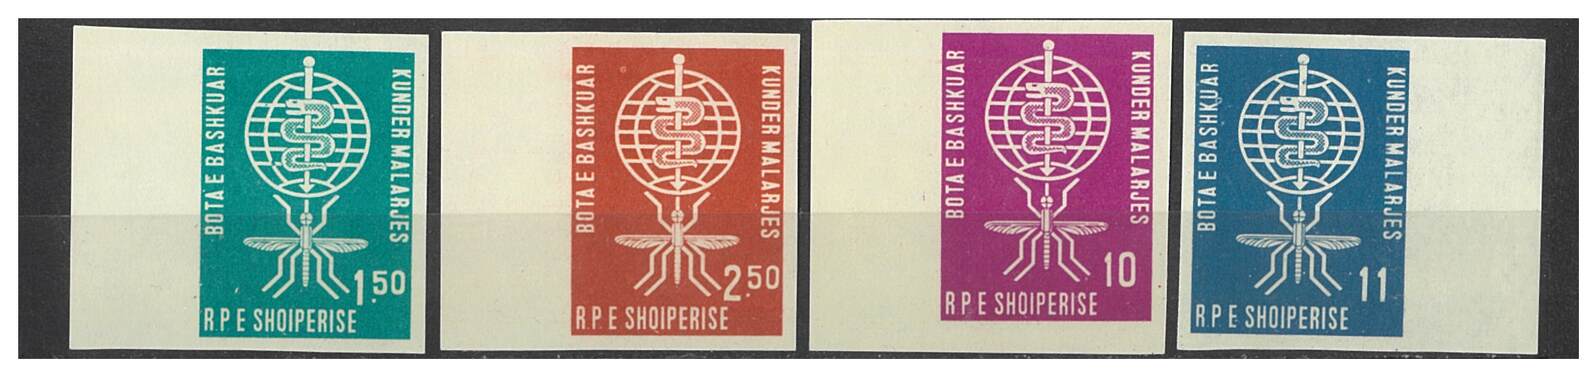 BOTA E BASHKUAR
KUNDER MALARJES
1.50
R.P E SHQIPERISE
BOTA E BASHKUAR
KUNDER MALARJES
2.50
R.P. E SHQIPERISE
BOTA E BASHKUAR
KUNDER MALARJES
10
R P E SHQIPERISE
BOTA E BASHKUAR
KUNDER MALARJES
11
R.P E SHQIPERISE